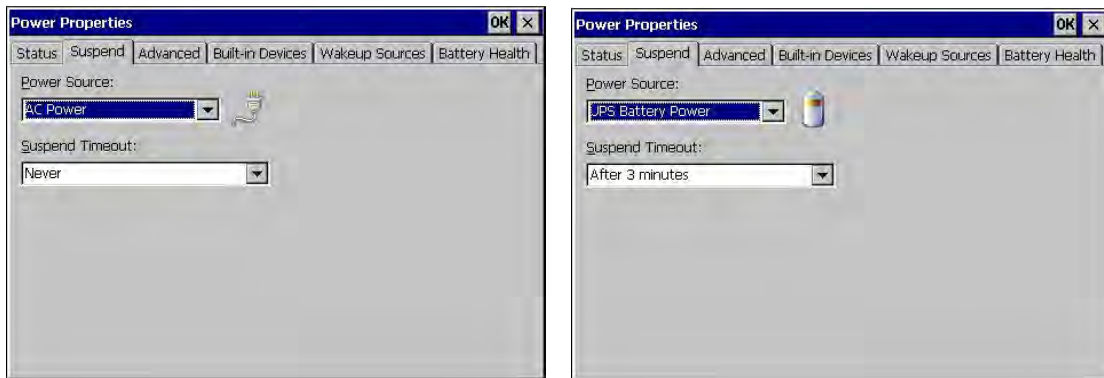 Power Properties OK ×
Status Suspend Advanced Built-in Devices Wakeup Sources Battery Health
Power Source:
AC Power
Suspend Timeout:
Never
Power Properties OK ×
Status Suspend Advanced Built-in Devices Wakeup Sources Battery Health
Power Source:
UPS Battery Power
Suspend Timeout:
After 3 minutes